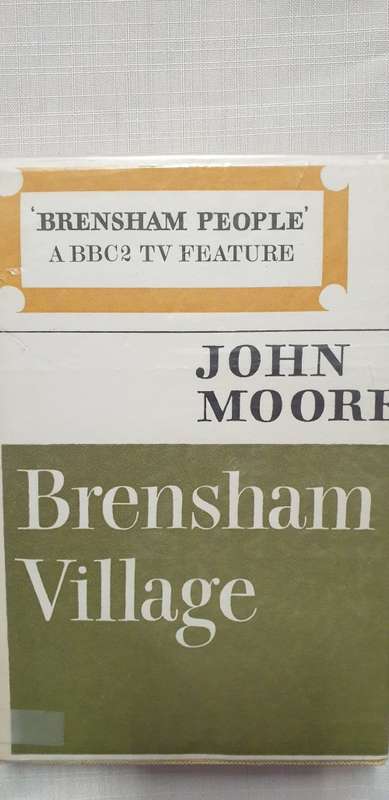 'BRENSHAM PEOPLE'
A BBC2 TV FEATURE
JOHN
MOORE
Brensham
Village